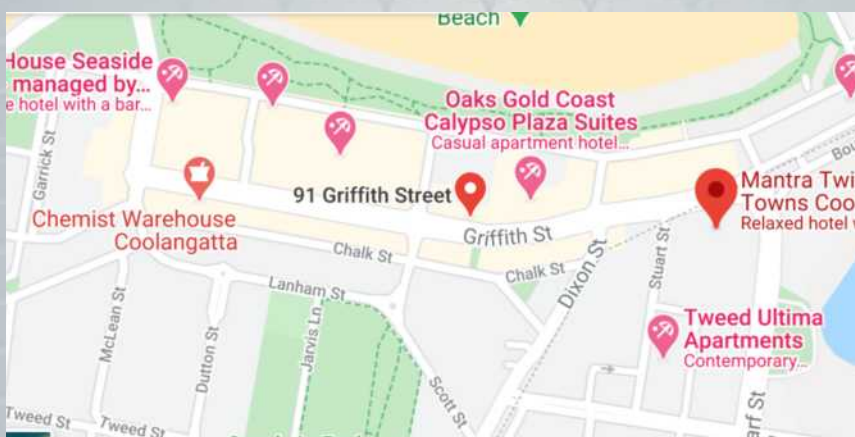 Beach
House Seaside
managed by...
e hotel with a bar...
Oaks Gold Coast
Calypso Plaza Suites
Casual apartment hotel...
Garrick St
Bou
91 Griffith Street
Mantra Twi
Towns Coo
Relaxed hotel w
Chemist Warehouse
Coolangatta
Griffith St
Chalk St
Chalk St
Dixon St
Stuart St
Lanham St
McLean St
Dutton St
Jarvis Ln
Scott St
Tweed Ultima
Apartments
Contemporary...
Tweed St
Tweed St
arf St